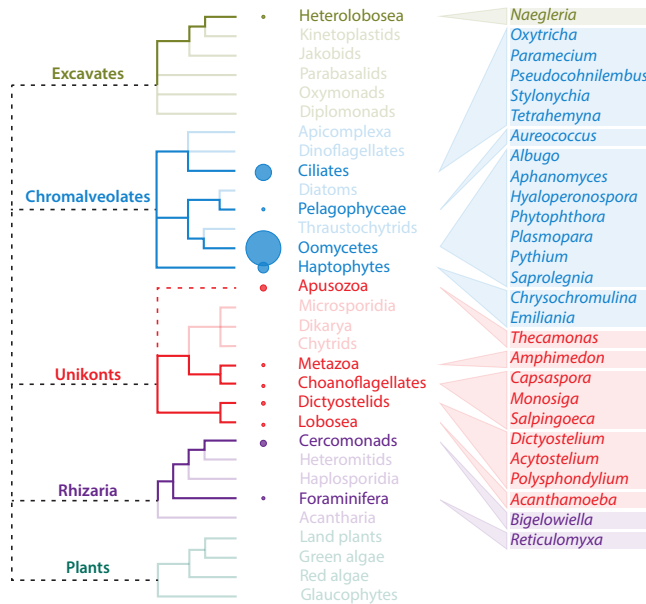 Heterolobosea
Kinetoplastids
Jakobids
Parabasalids
Oxymonads
Diplomonads
Excavates
Apicomplexa
Dinoflagellates
Ciliates
Diatoms
Pelagophyceae
Thraustochytrids
Oomycetes
Haptophytes
Chromalveolates
Apusozoa
Microsporidia
Dikarya
Chytrids
Metazoa
Choanoflagellates
Dictyostelids
Lobosea
Unikonts
Cercomonads
Heteromitids
Haplosporidia
Foraminifera
Acantharia
Rhizaria
Land plants
Green algae
Red algae
Glaucophytes
Plants
Naegleria
Oxytricha
Paramecium
Pseudocohnilembus
Stylonychia
Tetrahemyna
Aureococcus
Albugo
Aphanomyces
Hyaloperonospora
Phytophthora
Plasmopara
Pythium
Saprolegnia
Chrysochromulina
Emiliania
Thecamonas
Amphimedon
Capsaspora
Monosiga
Salpingoeca
Dictyostelium
Acytostelium
Polysphondylium
Acanthamoeba
Bigelowiella
Reticulomyxa